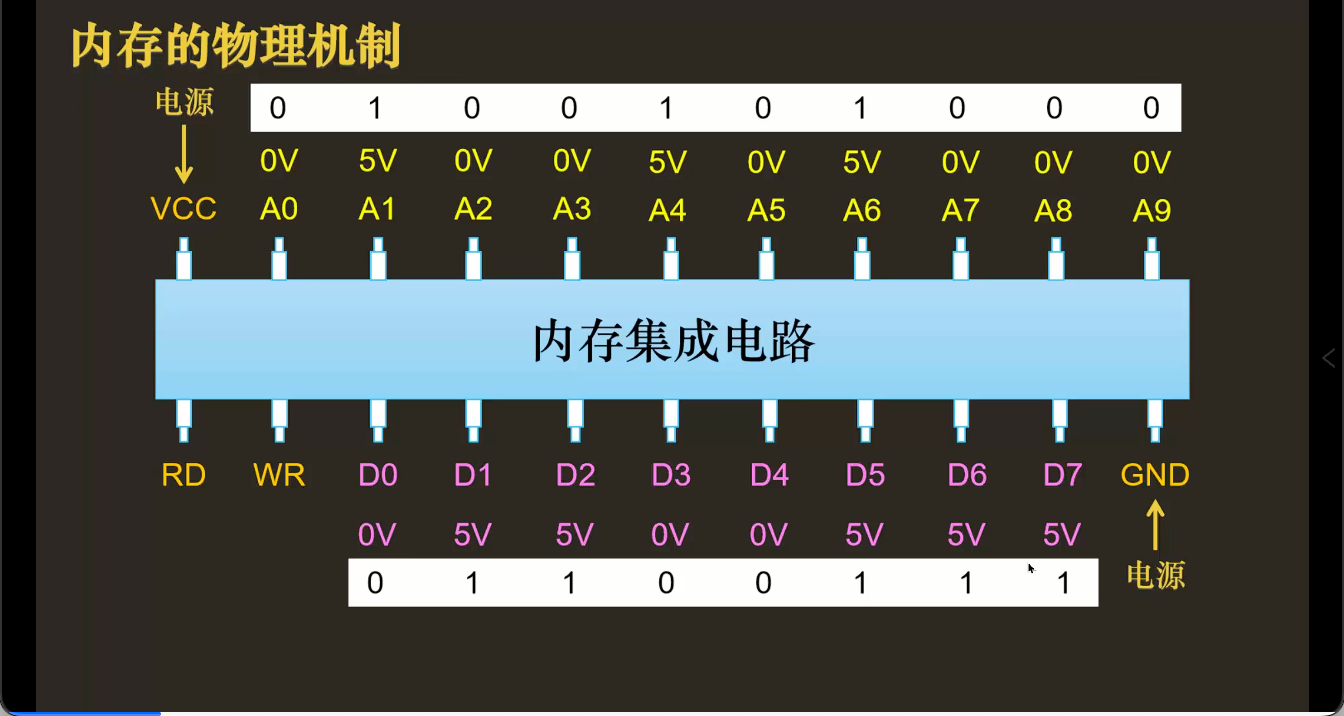 内存的物理机制
电源
0 1 0 0 1 0 1 0 0 0
0V 5V 0V 0V 5V 0V 5V 0V 0V 0V
VCC A0 A1 A2 A3 A4 A5 A6 A7 A8 A9
内存集成电路
RD WR D0 D1 D2 D3 D4 D5 D6 D7 GND
0V 5V 5V 0V 0V 5V 5V 5V
0 1 1 0 0 1 1 1
电源